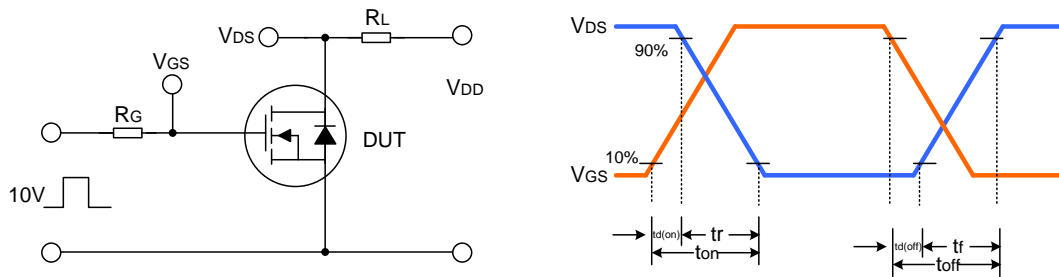 VDS
RL
VGS
VDD
RG
DUT
10V
VDS
90%
10%
VGS
td(on)
tr
ton
td(off)
tf
toff